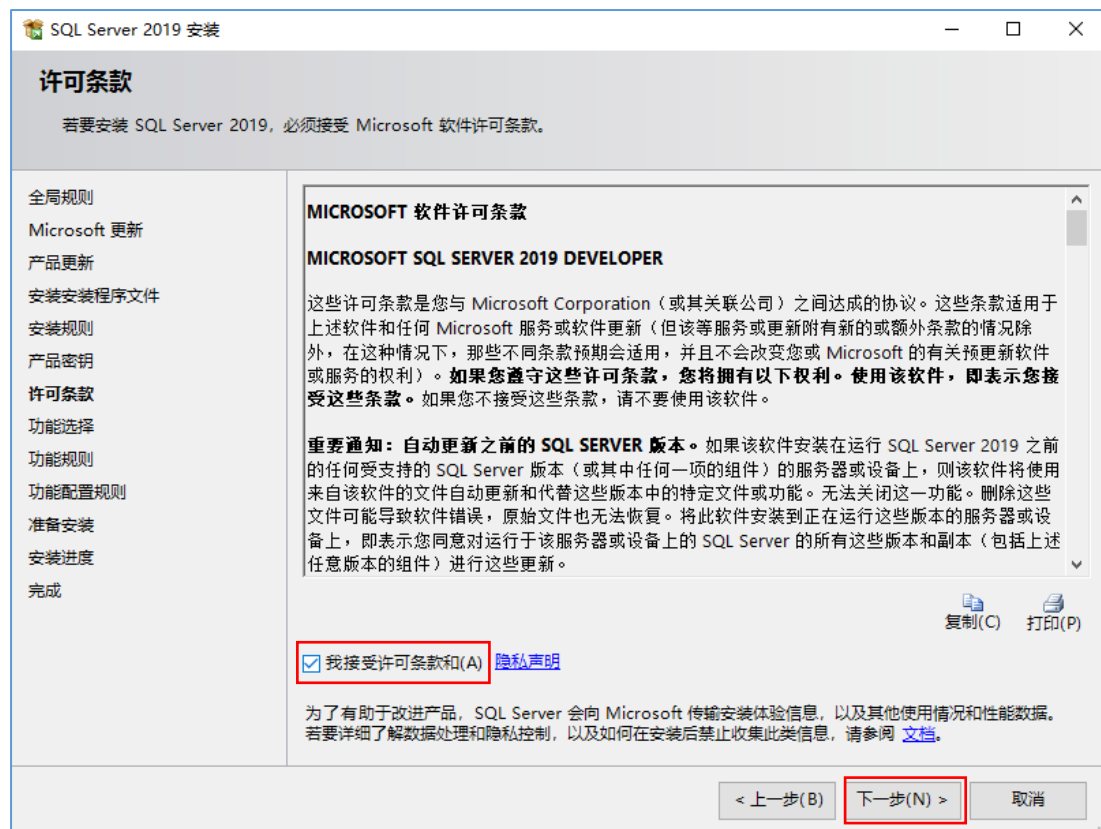 SQL Server 2019 安装
许可条款
若要安装 SQL Server 2019，必须接受 Microsoft 软件许可条款。
全局规则
Microsoft 更新
产品更新
安装安装程序文件
安装规则
产品密钥
许可条款
功能选择
功能规则
功能配置规则
准备安装
安装进度
完成
MICROSOFT 软件许可条款
MICROSOFT SQL SERVER 2019 DEVELOPER
这些许可条款是您与 Microsoft Corporation（或其关联公司）之间达成的协议。这些条款适用于
上述软件和任何 Microsoft 服务或软件更新（但该等服务或更新附有新的或额外条款的情况除
外，在这种情况下，那些不同条款预期会适用，并且不会改变您或 Microsoft 的有关预更新软件
或服务的权利）。如果您遵守这些许可条款，您将拥有以下权利。使用该软件，即表示您接
受这些条款。如果您不接受这些条款，请不要使用该软件。
重要通知：自动更新之前的 SQL SERVER 版本。如果该软件安装在运行 SQL Server 2019 之前
的任何受支持的 SQL Server 版本（或其中任何一项的组件）的服务器或设备上，则该软件将使用
来自该软件的文件自动更新和代替这些版本中的特定文件或功能。无法关闭这一功能。删除这些
文件可能导致软件错误，原始文件也无法恢复。将此软件安装到正在运行这些版本的服务器或设
备上，即表示您同意对运行于该服务器或设备上的 SQL Server 的所有这些版本和副本（包括上述
任意版本的组件）进行这些更新。
复制(C) 打印(P)
我接受许可条款和(A) 隐私声明
为了有助于改进产品，SQL Server 会向 Microsoft 传输安装体验信息，以及其他使用情况和性能数据。
若要详细了解数据处理和隐私控制，以及如何在安装后禁止收集此类信息，请参阅 文档。
< 上一步(B) 下一步(N) > 取消